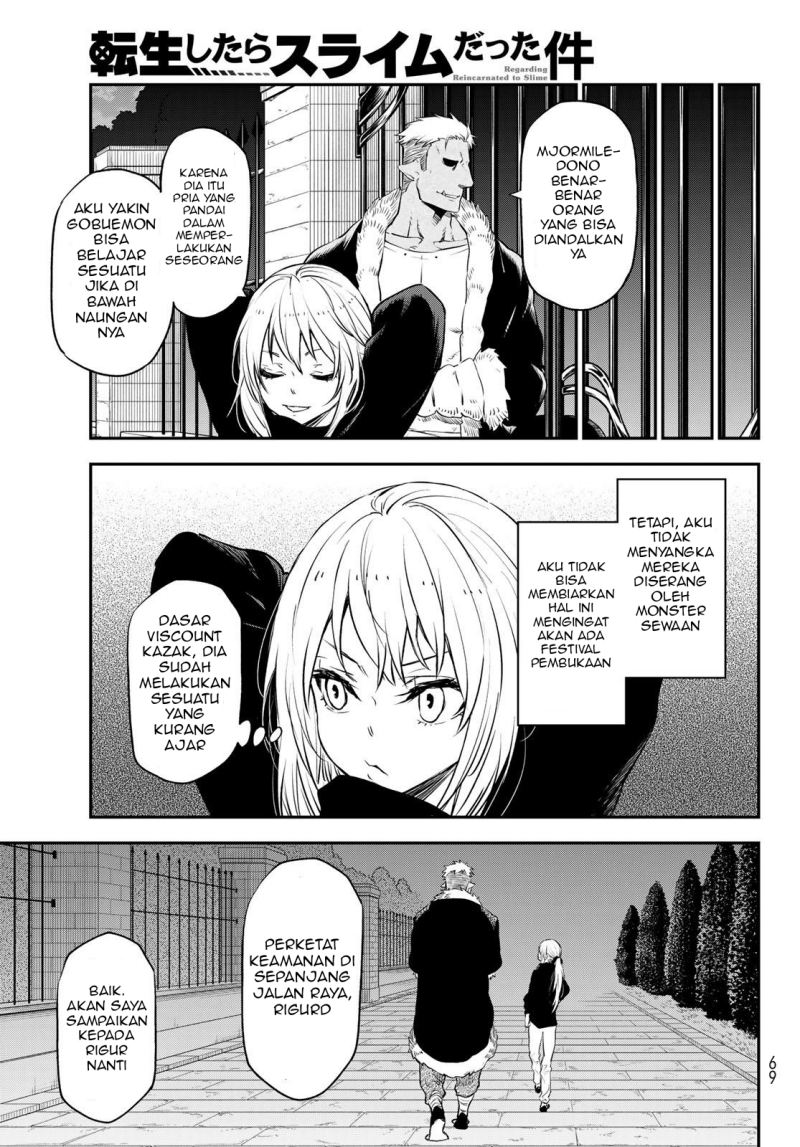 転生したらスライムだった件
Regarding
Reincarnated to Slime
MJORMILE-
DONO
BENAR-
BENAR
ORANG
YANG BISA
DIANDALKAN
YA
KARENA
DIA ITU
PRIA YANG
PANDAI
DALAM
MEMPER-
LAKUKAN
SESEORANG
AKU YAKIN
GOBUEMON
BISA
BELAJAR
SESUATU
JIKA DI
BAWAH
NAUNGAN
NYA
TETAPI, AKU
TIDAK
MENYANGKA
MEREKA
DISERANG
OLEH
MONSTER
SEWAAN
AKU TIDAK
BISA
MEMBIARKAN
HAL INI
MENGINGAT
AKAN ADA
FESTIVAL
PEMBUKAAN
DASAR
VISCOUNT
KAZAK, DIA
SUDAH
MELAKUKAN
SESUATU
YANG
KURANG
AJAR
PERKETAT
KEAMANAN DI
SEPANJANG
JALAN RAYA,
RIGURD
BAIK.
AKAN SAYA
SAMPAIKAN
KEPADA
RIGUR
NANTI
69